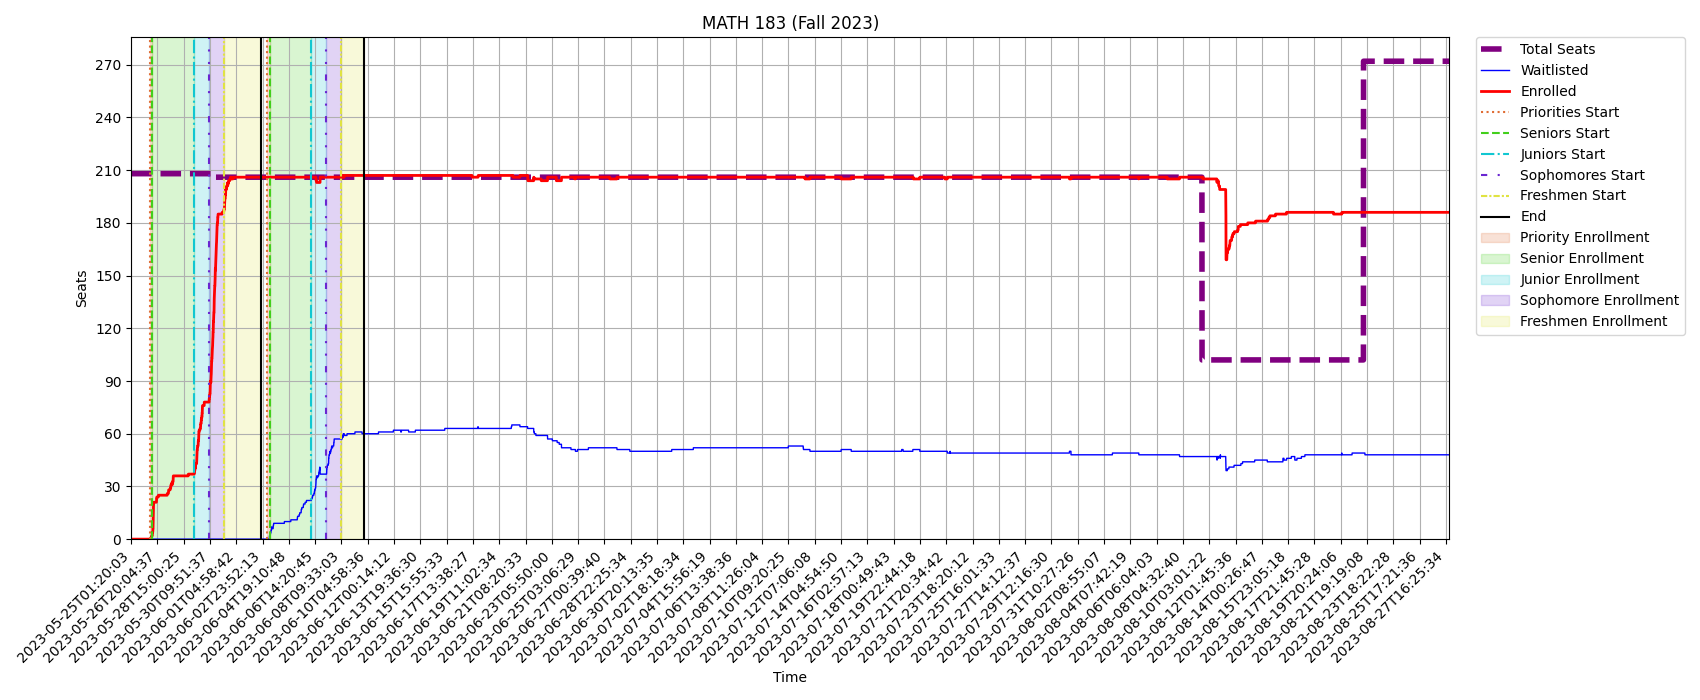 MATH 183 (Fall 2023)
Seats
270
240
210
180
150
120
90
60
30
0
2023-05-25T01:20:03
2023-05-26T20:04:37
2023-05-28T15:00:25
2023-05-30T09:51:37
2023-06-01T04:58:42
2023-06-02T23:52:13
2023-06-04T19:10:48
2023-06-06T14:20:45
2023-06-08T09:33:03
2023-06-10T04:58:36
2023-06-12T00:14:12
2023-06-13T19:36:30
2023-06-15T15:55:33
2023-06-17T13:38:27
2023-06-19T11:02:34
2023-06-21T08:20:33
2023-06-23T05:50:00
2023-06-25T03:06:29
2023-06-27T00:39:40
2023-06-28T22:25:34
2023-06-30T20:13:35
2023-07-02T18:18:34
2023-07-04T15:56:19
2023-07-06T13:38:36
2023-07-08T11:26:04
2023-07-10T09:20:25
2023-07-12T07:06:08
2023-07-14T04:54:50
2023-07-16T02:57:13
2023-07-18T00:49:43
2023-07-19T22:44:18
2023-07-21T20:34:42
2023-07-23T18:20:12
2023-07-25T16:01:33
2023-07-27T14:12:37
2023-07-29T12:16:30
2023-07-31T10:27:26
2023-08-02T08:55:07
2023-08-04T07:42:19
2023-08-06T06:04:03
2023-08-08T04:32:40
2023-08-10T03:01:22
2023-08-12T01:45:36
2023-08-14T00:26:47
2023-08-15T23:05:18
2023-08-17T21:45:28
2023-08-19T20:24:06
2023-08-21T19:19:08
2023-08-23T18:22:28
2023-08-25T17:21:36
2023-08-27T16:25:34
Time
Total Seats
Waitlisted
Enrolled
Priorities Start
Seniors Start
Juniors Start
Sophomores Start
Freshmen Start
End
Priority Enrollment
Senior Enrollment
Junior Enrollment
Sophomore Enrollment
Freshmen Enrollment